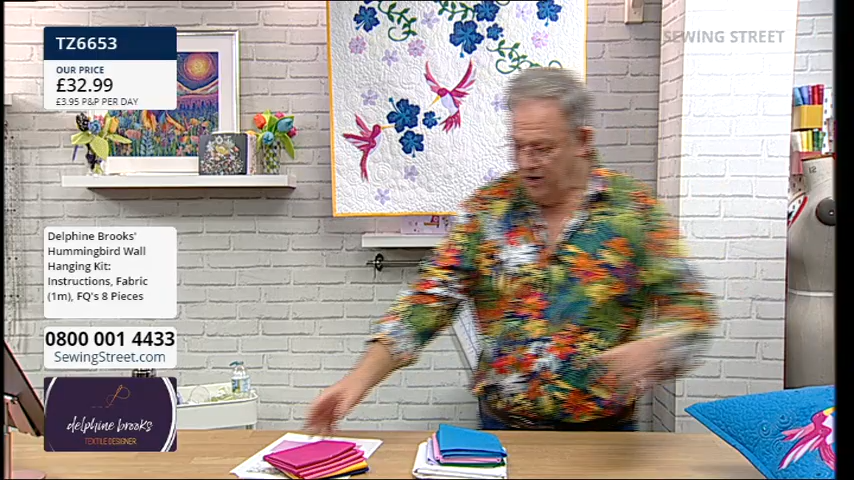 TZ6653
OUR PRICE
£32.99
£3.95 P&P PER DAY
SEWING STREET
Delphine Brooks'
Hummingbird Wall
Hanging Kit:
Instructions, Fabric
(1m), FQ's 8 Pieces
0800 001 4433
SewingStreet.com
delphine brooks
TEXTILE DESIGNER